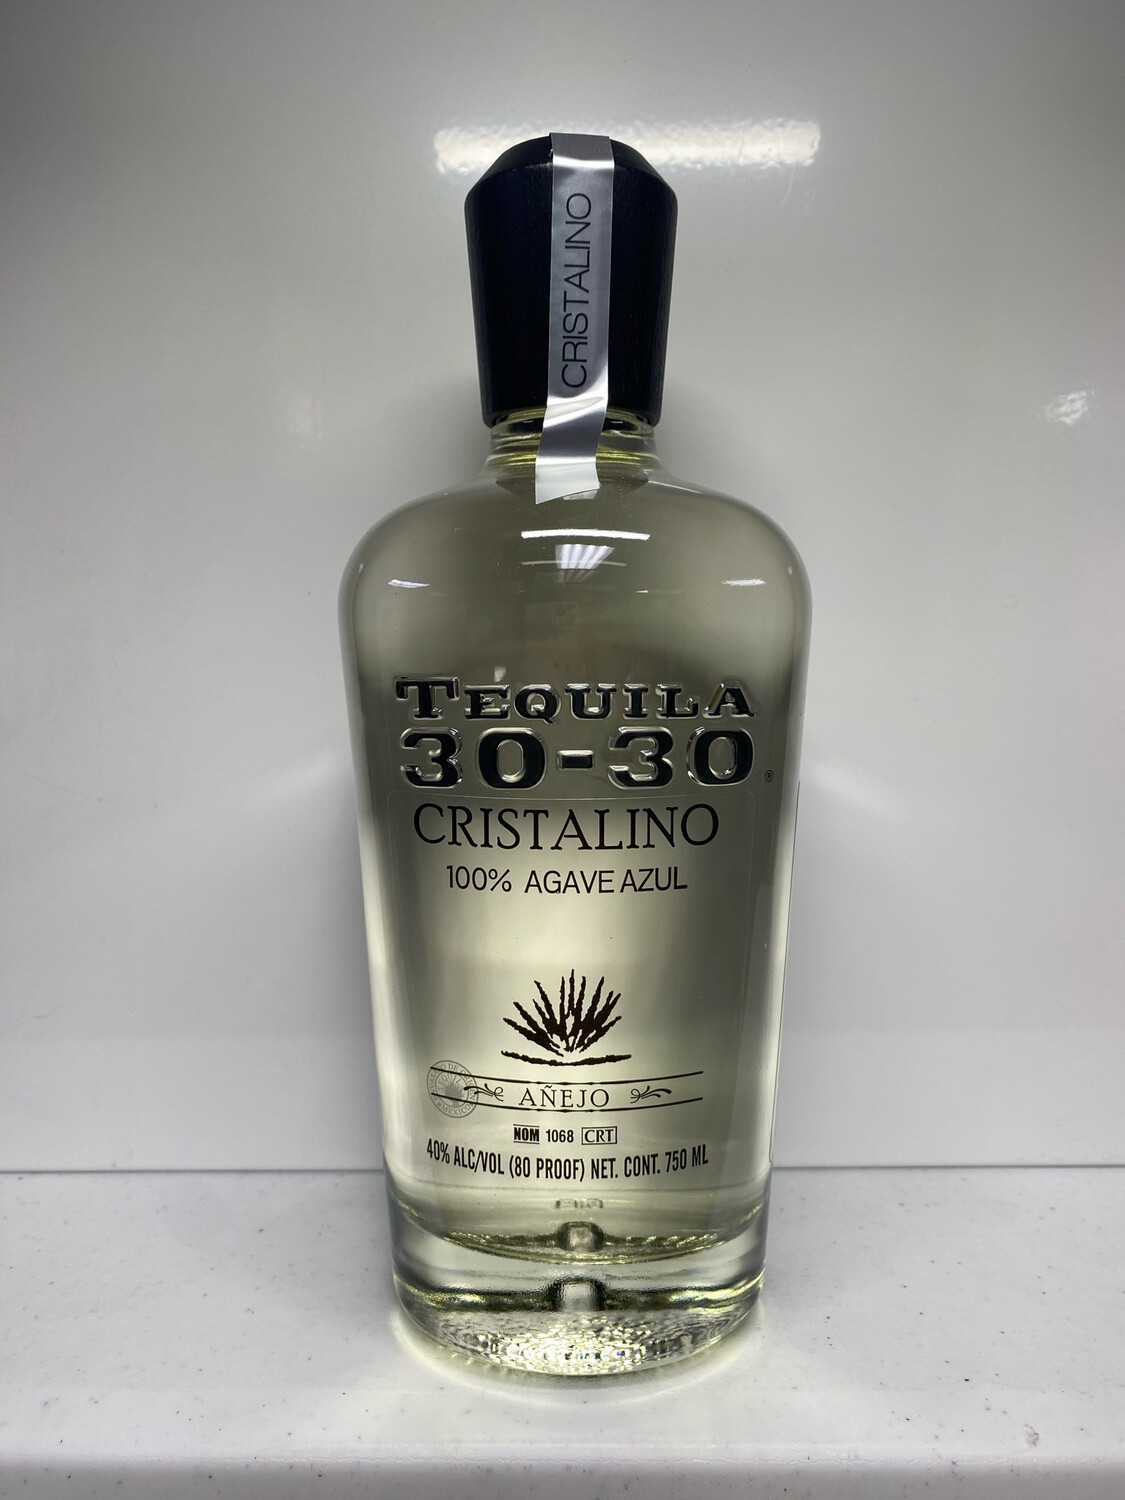 CRISTALINO
TEQUILA
30-30®
CRISTALINO
100% AGAVE AZUL
AÑEJO
NOM 1068 CRT
40% ALC/VOL (80 PROOF) NET. CONT. 750 ML